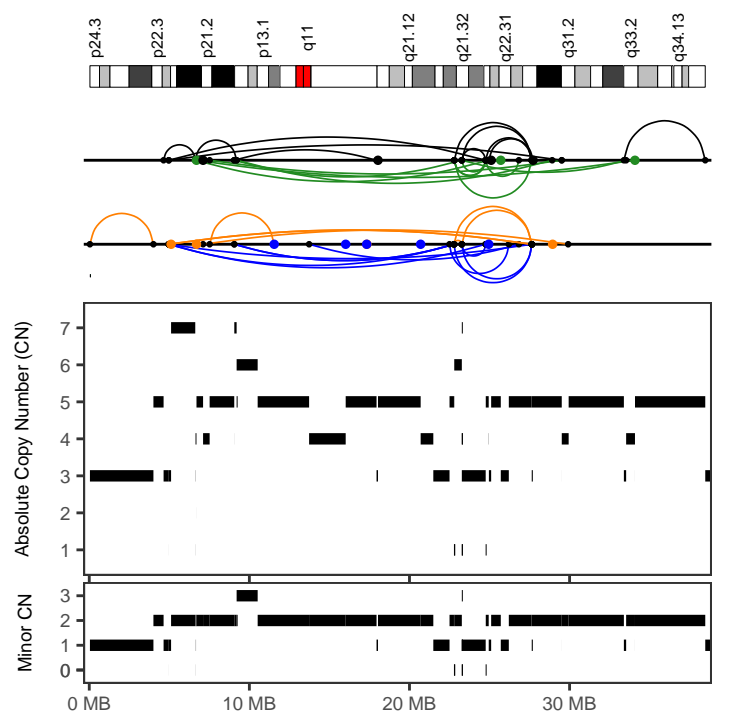 p24.3
p22.3
p21.2
p13.1
q11
q21.12
q21.32
q22.31
q31.2
q33.2
q34.13
Absolute Copy Number (CN)
7
6
5
4
3
2
1
Minor CN
3
2
1
0
0 MB
10 MB
20 MB
30 MB